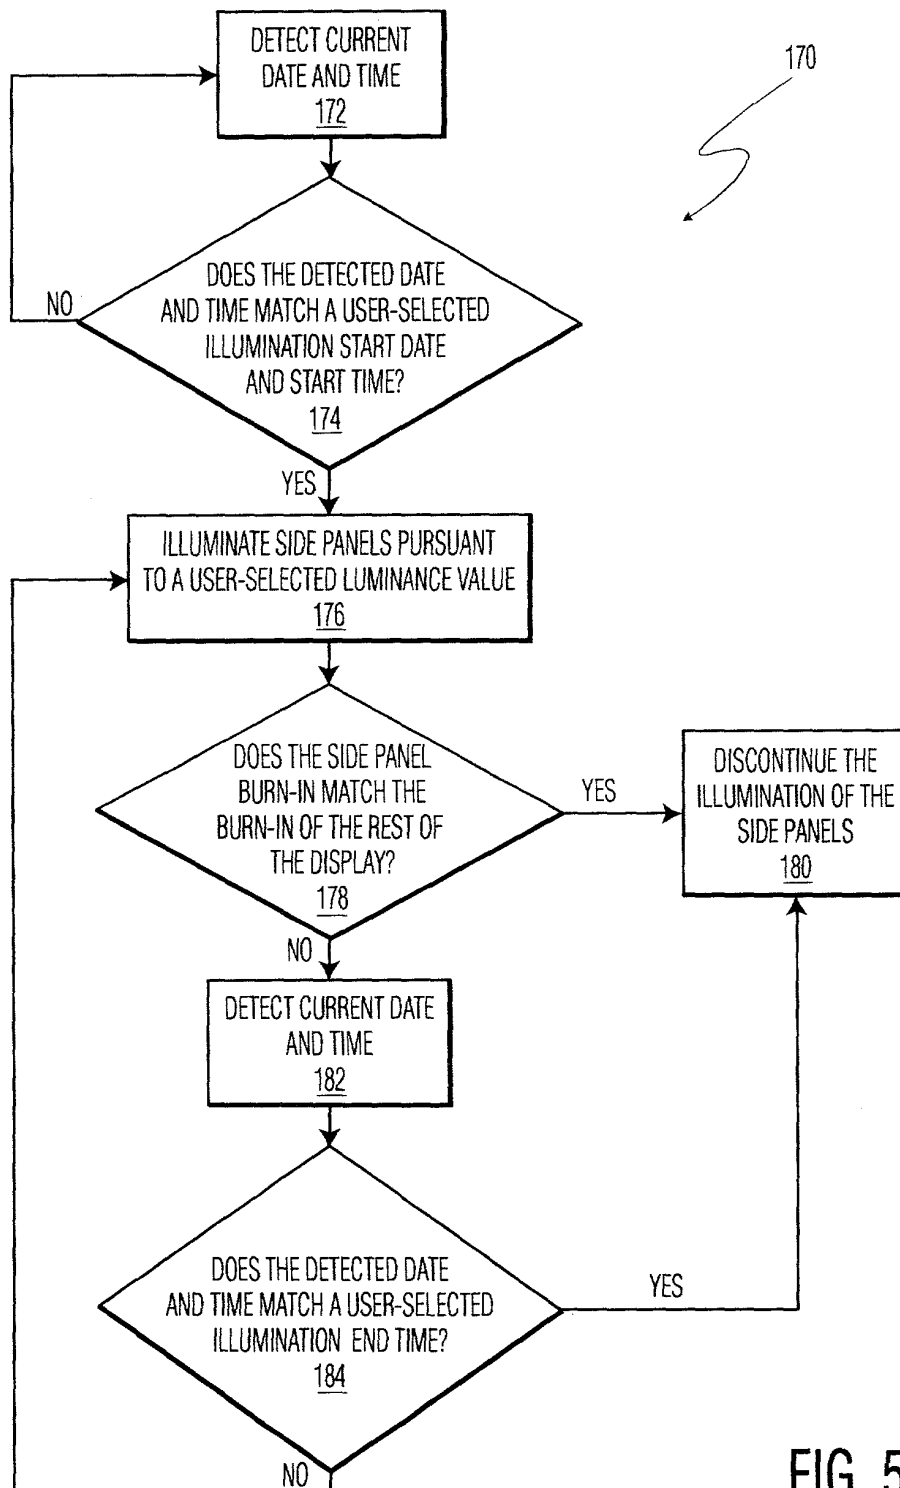 DETECT CURRENT
DATE AND TIME
172
170
DOES THE DETECTED DATE
AND TIME MATCH A USER-SELECTED
ILLUMINATION START DATE
AND START TIME?
174
NO
YES
ILLUMINATE SIDE PANELS PURSUANT
TO A USER-SELECTED LUMINANCE VALUE
176
DOES THE SIDE PANEL
BURN-IN MATCH THE
BURN-IN OF THE REST OF
THE DISPLAY?
178
YES
DISCONTINUE THE
ILLUMINATION OF THE
SIDE PANELS
180
NO
DETECT CURRENT DATE
AND TIME
182
DOES THE DETECTED DATE
AND TIME MATCH A USER-SELECTED
ILLUMINATION END TIME?
184
YES
NO
FIG. 5